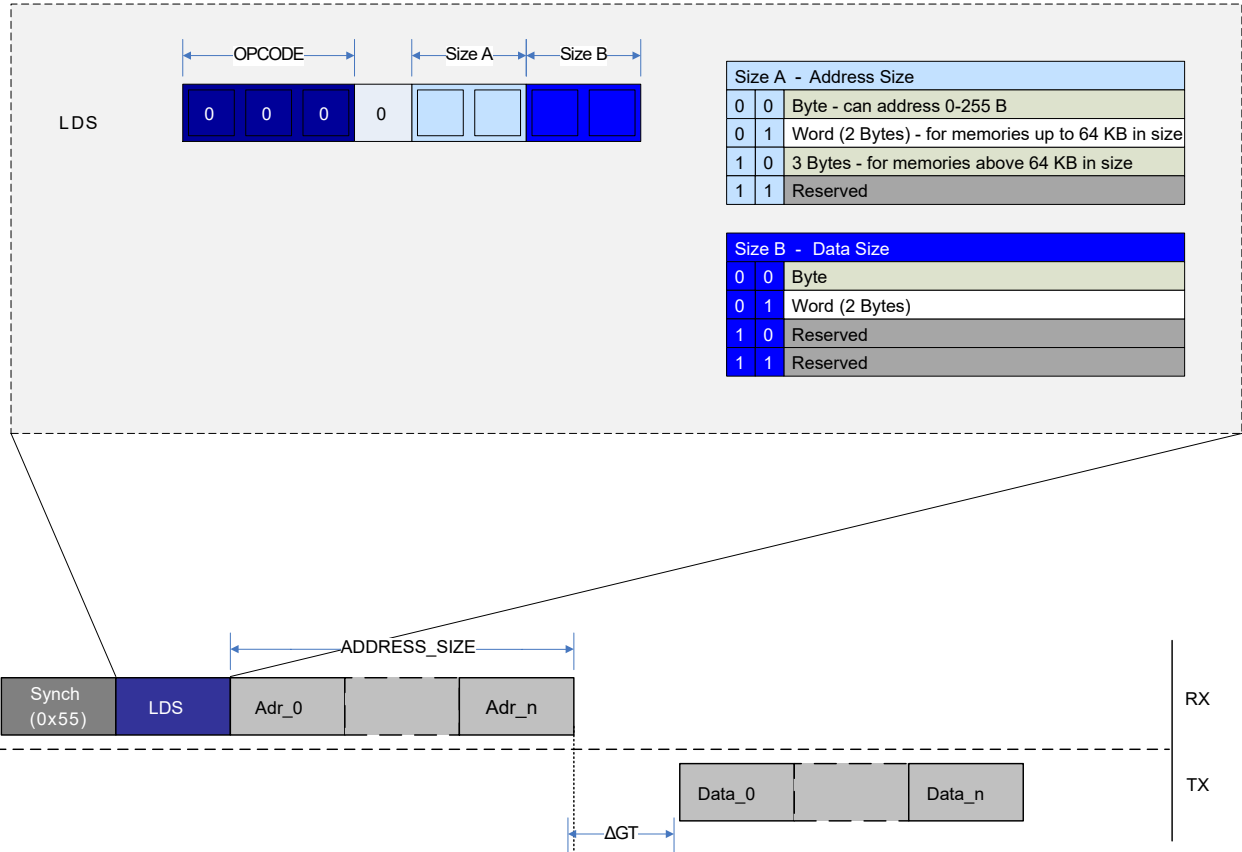 OPCODE Size A Size B
LDS 0 0 0 0
Size A - Address Size
0 0 Byte - can address 0-255 B
0 1 Word (2 Bytes) - for memories up to 64 KB in size
1 0 3 Bytes - for memories above 64 KB in size
1 1 Reserved
Size B - Data Size
0 0 Byte
0 1 Word (2 Bytes)
1 0 Reserved
1 1 Reserved
ADDRESS_SIZE
Synch
(0x55)
LDS Adr_0 Adr_n RX
Data_0 Data_n TX
ΔGT